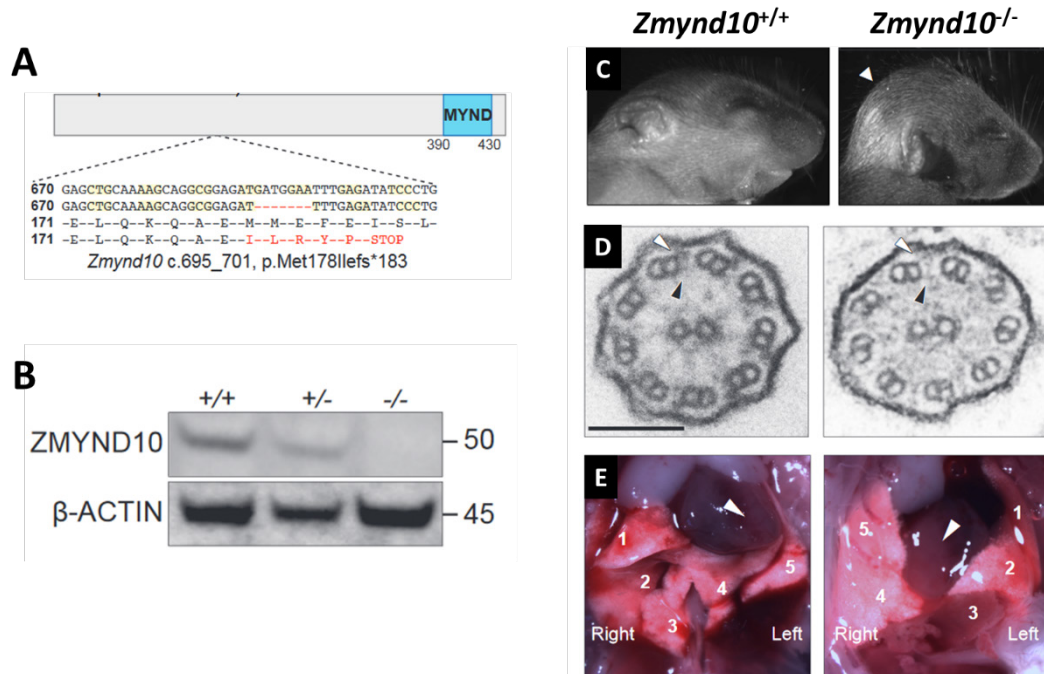 A
MYND
390 430
670 GAGCTGCAAAAGCAGGCGGAGATGATGGAATTTGAGATATCCCTG
670 GAGCTGCAAAAGCAGGCGGAGAT-------TTTGAGATATCCCTG
171 -E--L--Q--K--Q--A--E--M--M--E--F--E--I--S--L-
171 -E--L--Q--K--Q--A--E--I--L--R--Y--P--STOP
Zmynd10 c.695_701, p.Met178Ilefs*183
B
+/+ +/- -/-
ZMYND10 50
β-ACTIN 45
Zmynd10+/+ Zmynd10-/-
C
D
E
1 2 3 4 5
Right Left
5 4 1 2 3
Right Left